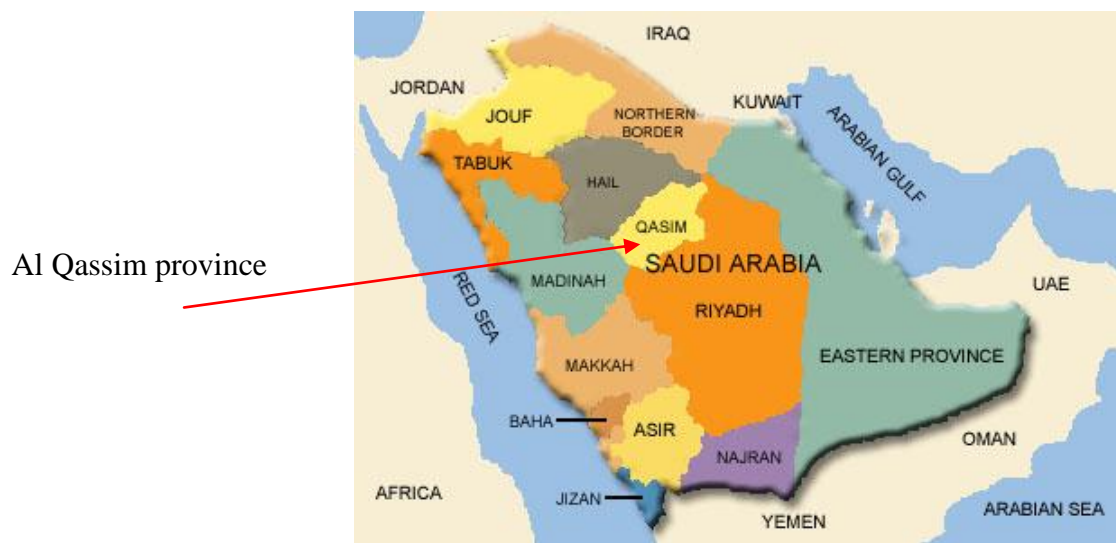 IRAQ
JORDAN
KUWAIT
JOUF
NORTHERN
BORDER
ARABIAN GULF
TABUK
HAIL
QASIM
Al Qassim province
SAUDI ARABIA
MADINAH
UAE
RED SEA
RIYADH
EASTERN PROVINCE
MAKKAH
BAHA
ASIR
OMAN
NAJRAN
AFRICA
JIZAN
ARABIAN SEA
YEMEN